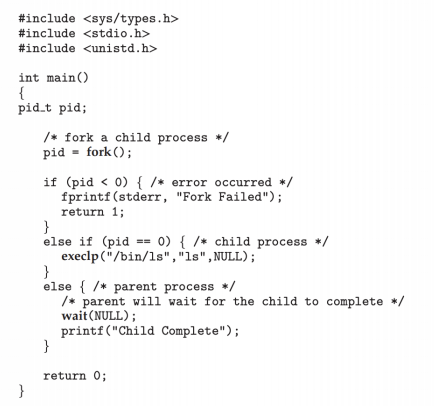 #include <sys/types.h>
#include <stdio.h>
#include <unistd.h>
int main()
{
pid_t pid;
/* fork a child process */
pid = fork();
if (pid < 0) { /* error occurred */
fprintf(stderr, "Fork Failed");
return 1;
}
else if (pid == 0) { /* child process */
execlp("/bin/ls","ls",NULL);
}
else { /* parent process */
/* parent will wait for the child to complete */
wait(NULL);
printf("Child Complete");
}
return 0;
}